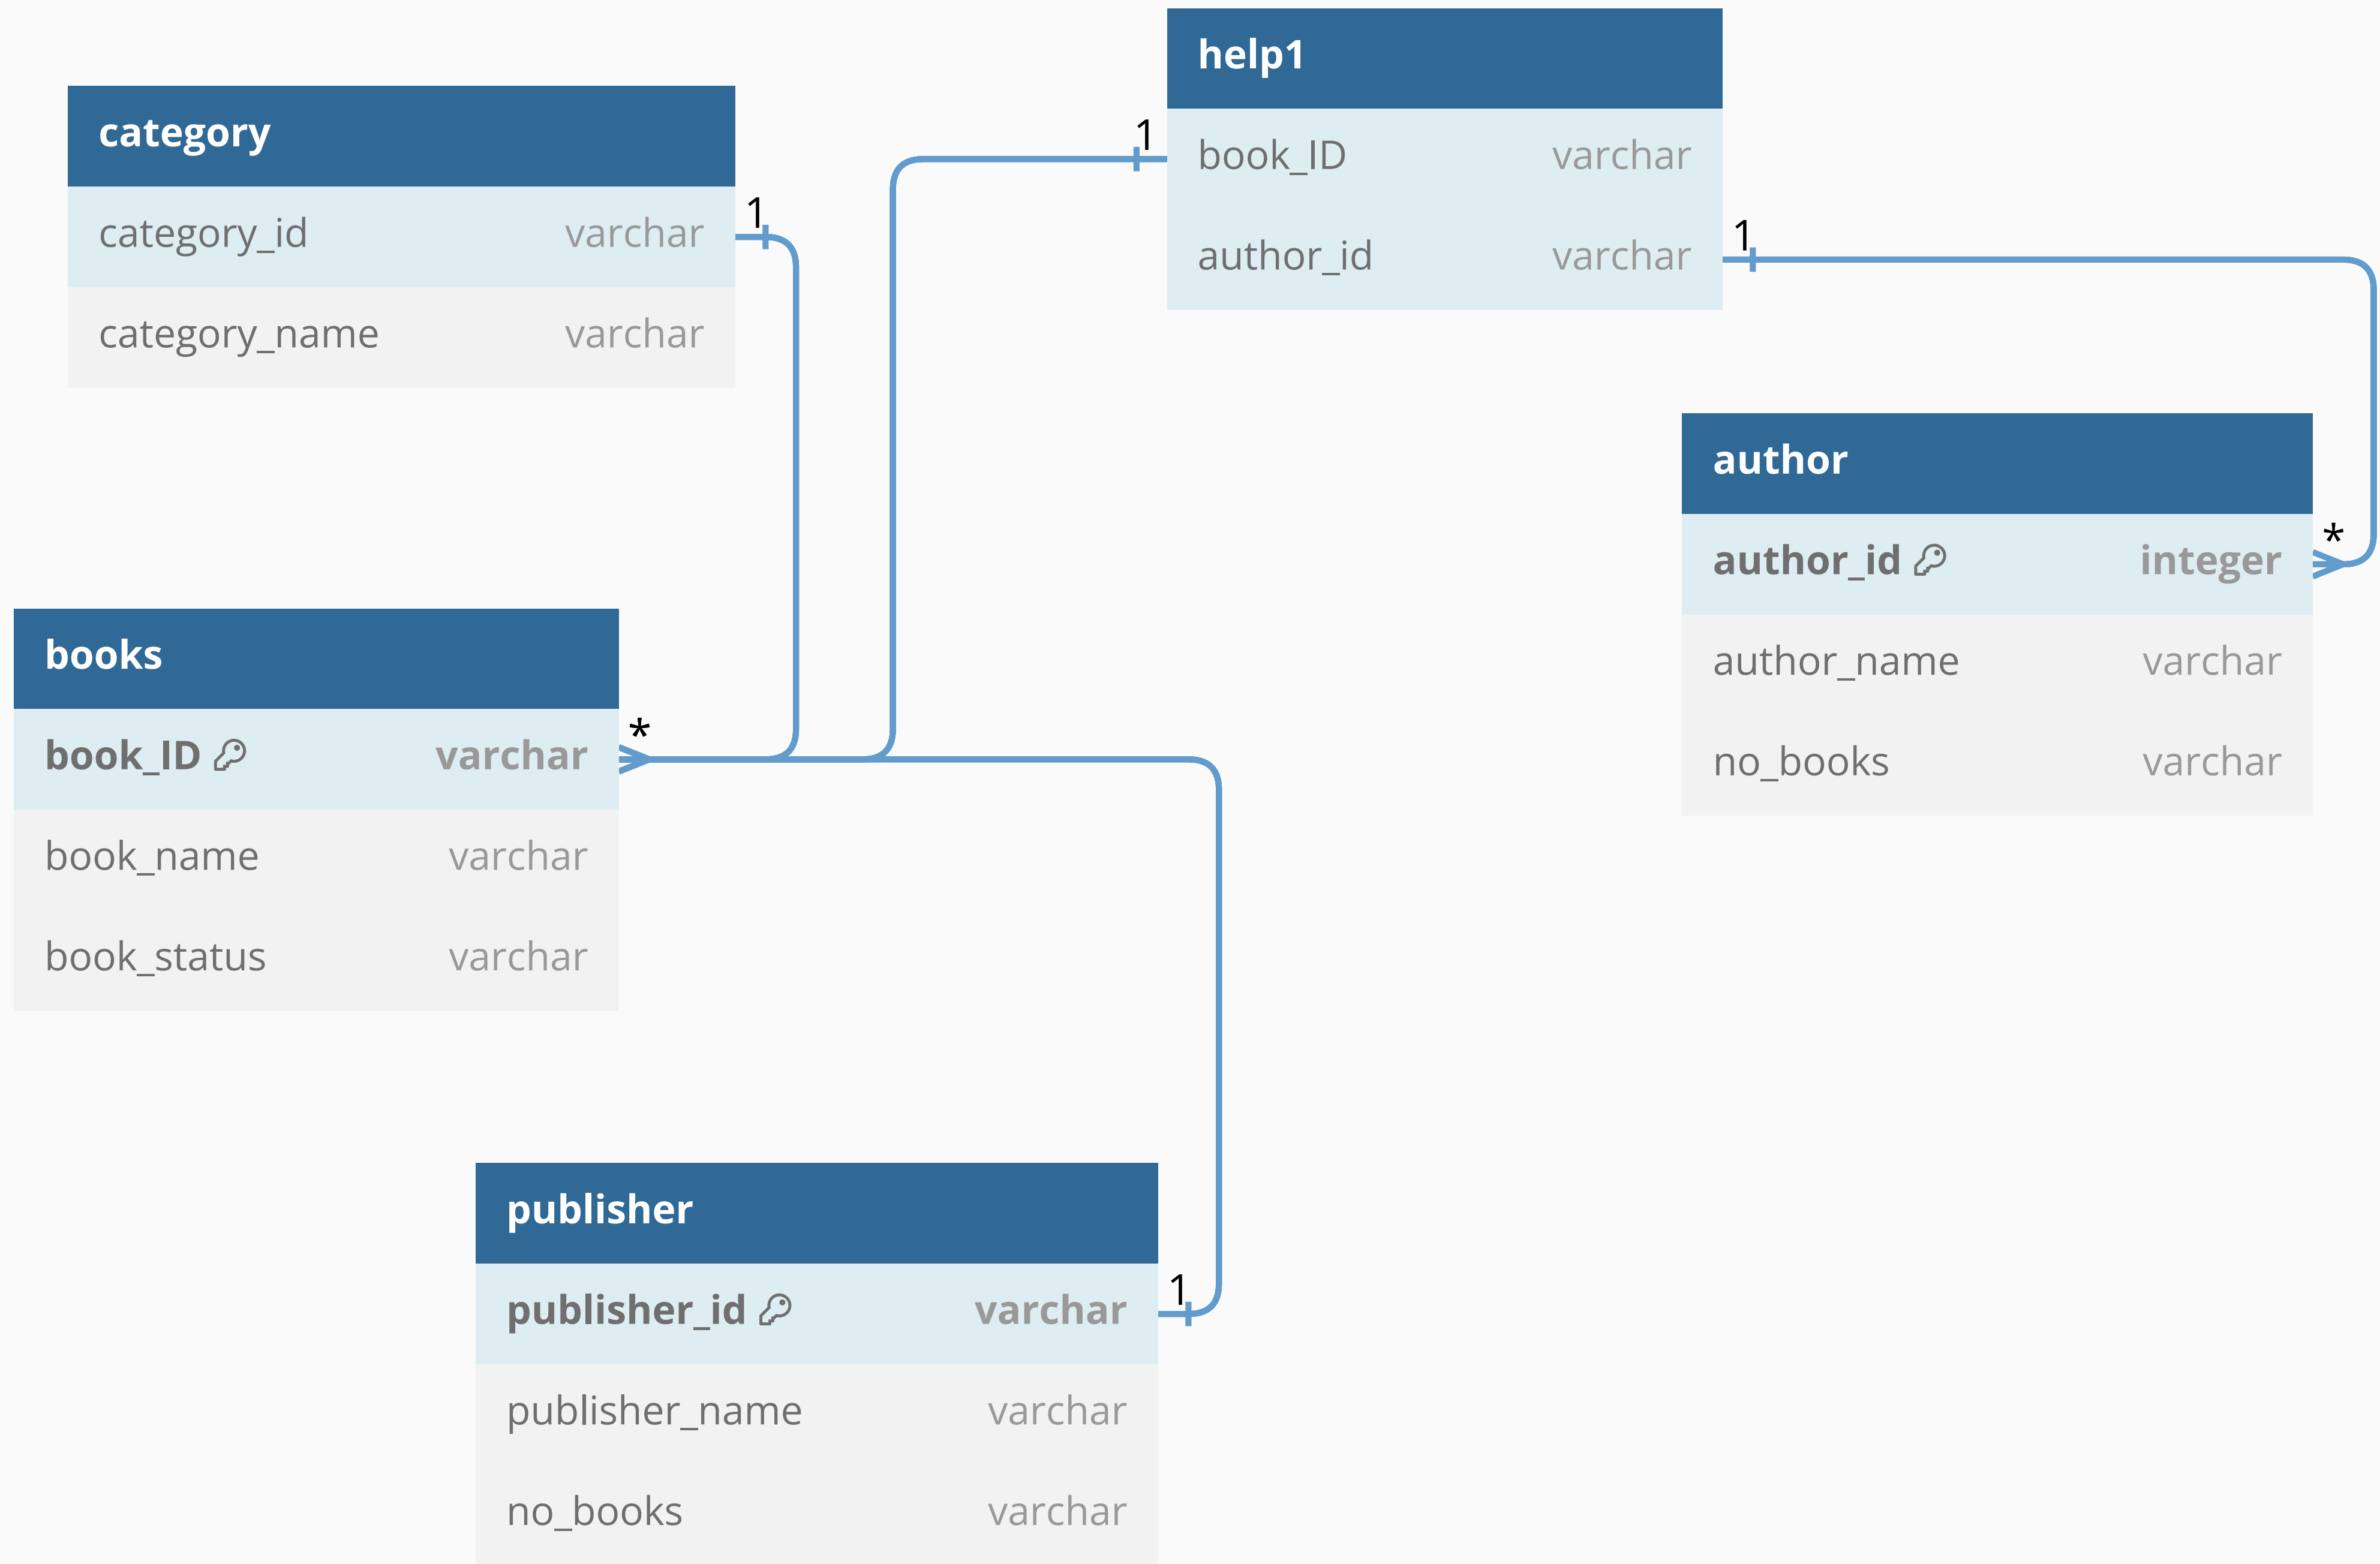 help1
book_ID varchar
author_id varchar
1
1
category
category_id varchar
category_name varchar
1
author
author_id integer
author_name varchar
no_books varchar
*
books
book_ID varchar
book_name varchar
book_status varchar
*
publisher
publisher_id varchar
publisher_name varchar
no_books varchar
1